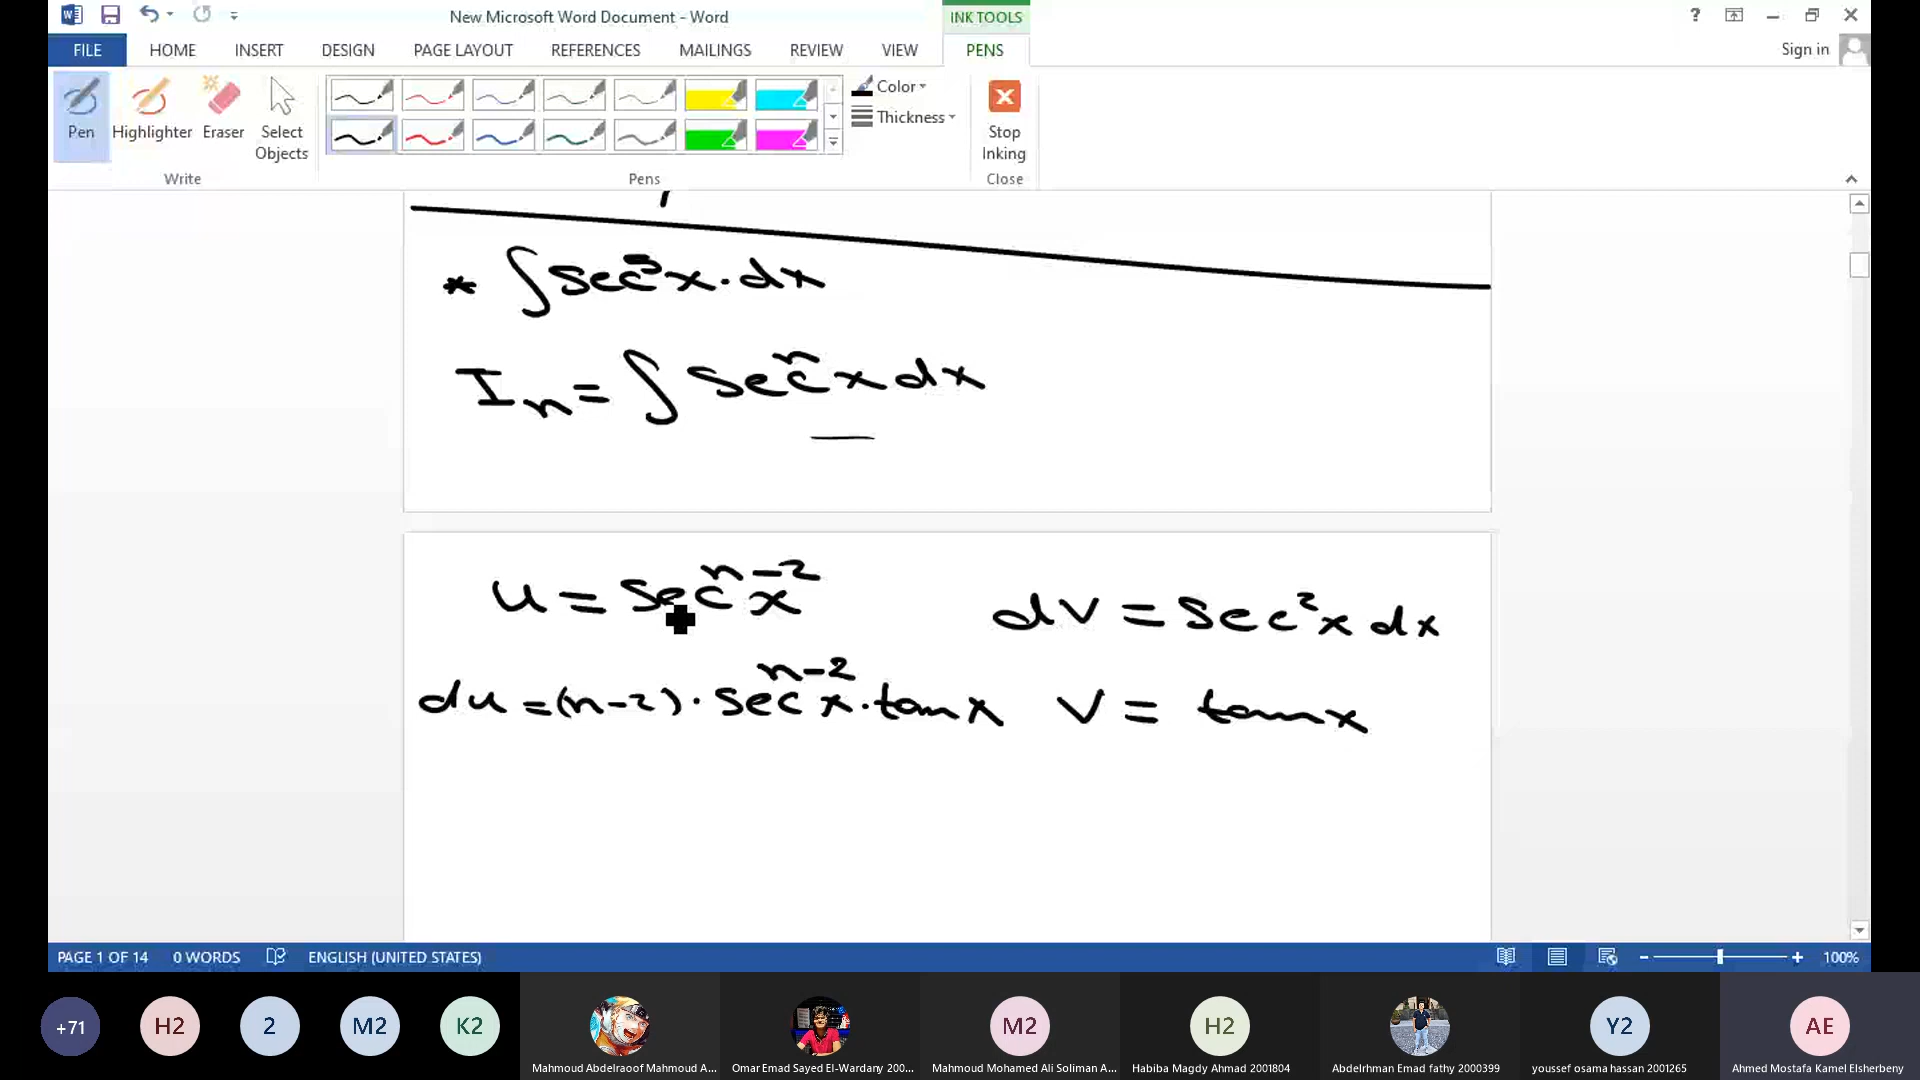 New Microsoft Word Document - Word
INK TOOLS
?
FILE HOME INSERT DESIGN PAGE LAYOUT REFERENCES MAILINGS REVIEW VIEW PENS
Sign in
Pen Highlighter Eraser Select Objects
Color
Thickness
Stop Inking
Write Pens Close
* ∫ sec³x · dx
Iₙ = ∫ secⁿx dx
u = secⁿ⁻²x dv = sec²x dx
du = (n-2) · secⁿ⁻²x · tanx v = tanx
PAGE 1 OF 14 0 WORDS ENGLISH (UNITED STATES) 100%
+71 H2 2 M2 K2 M2 H2 Y2 AE
Mahmoud Abdelraoof Mahmoud A... Omar Emad Sayed El-Wardany 200... Mahmoud Mohamed Ali Soliman A... Habiba Magdy Ahmad 2001804 Abdelrhman Emad fathy 2000399 youssef osama hassan 2001265 Ahmed Mostafa Kamel Elsherbeny